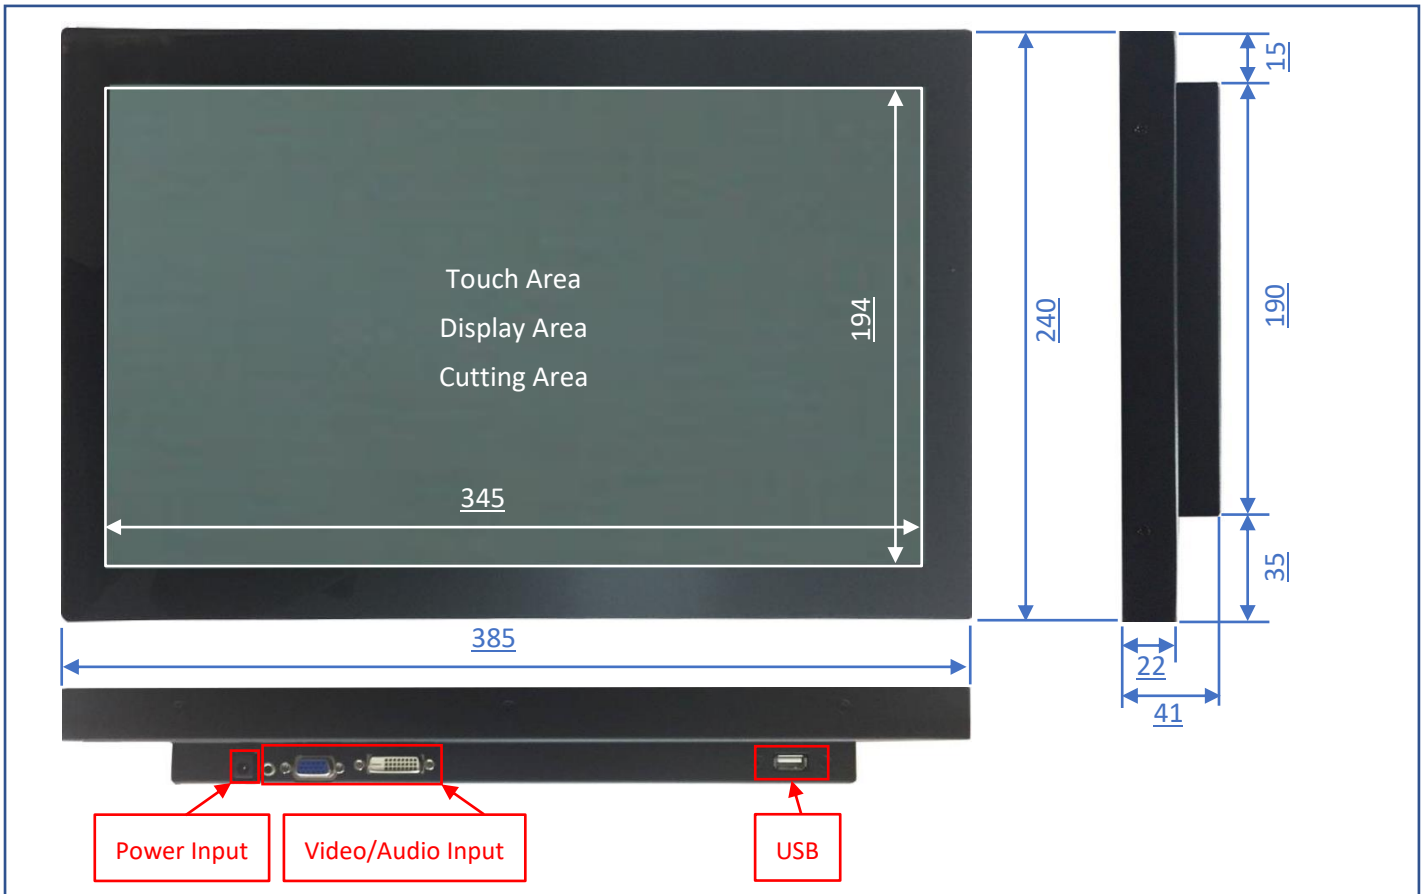 Touch Area
Display Area
Cutting Area
194
345
240
15
190
35
385
22
41
Power Input
Video/Audio Input
USB